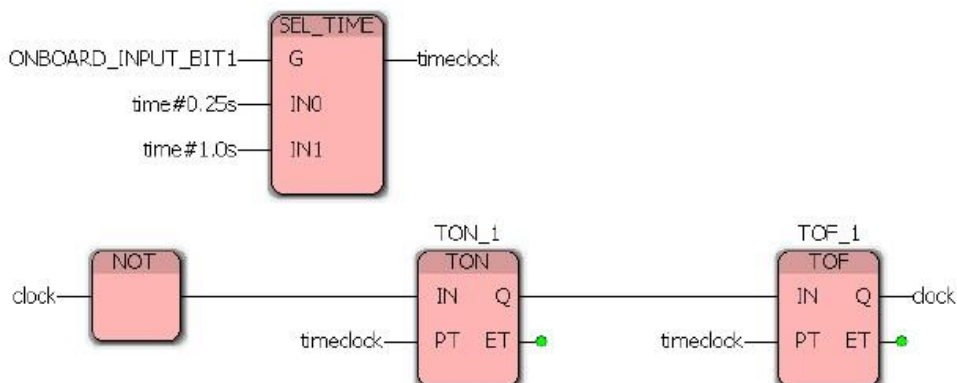 SEL_TIME
ONBOARD_INPUT_BIT1 G timeclock
time#0.25s IN0
time#1.0s IN1
TON_1 TOF_1
NOT TON TOF
clock IN Q IN Q clock
timeclock PT ET timeclock PT ET